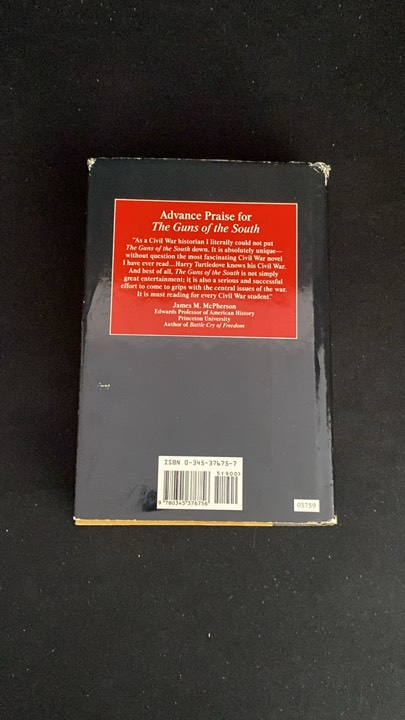 Advance Praise for
The Guns of the South
"As a Civil War historian I literally could not put
The Guns of the South down. It is absolutely unique—
without question the most fascinating Civil War novel
I have ever read...Harry Turtledove knows his Civil War.
And best of all, The Guns of the South is not simply
great entertainment; it is also a serious and successful
effort to come to grips with the central issues of the war.
It is must reading for every Civil War student."
James M. McPherson
Edwards Professor of American History
Princeton University
Author of Battle Cry of Freedom
ISBN 0-345-37675-7
51900
9 780345 376756
05759